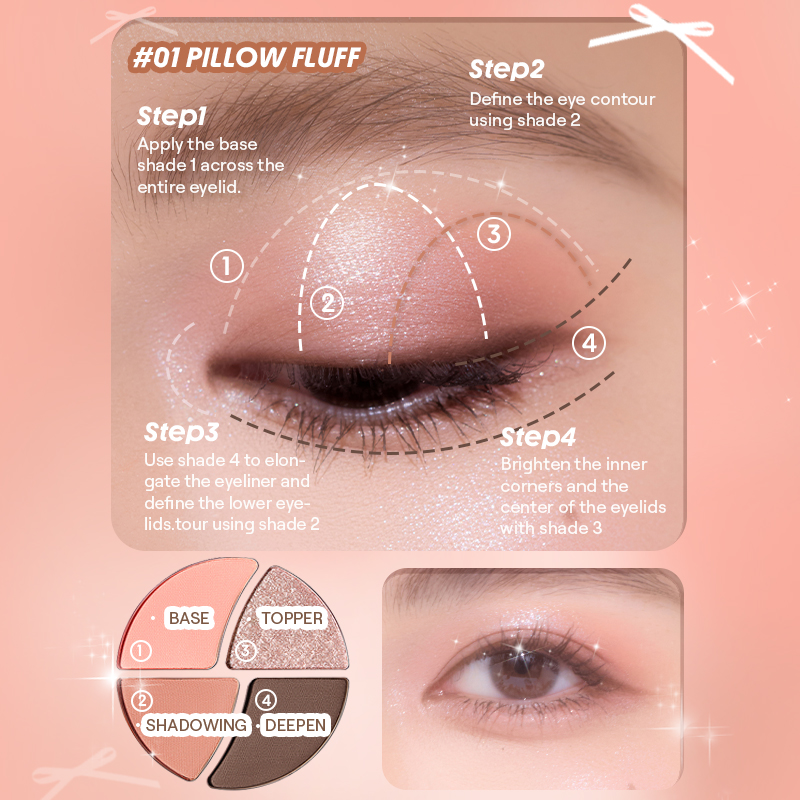 #01 PILLOW FLUFF
Step1
Apply the base
shade 1 across the
entire eyelid.
Step2
Define the eye contour
using shade 2
1
2
3
4
Step3
Use shade 4 to elon-
gate the eyeliner and
define the lower eye-
lids.tour using shade 2
Step4
Brighten the inner
corners and the
center of the eyelids
with shade 3
BASE
1
TOPPER
3
2
SHADOWING
4
DEEPEN